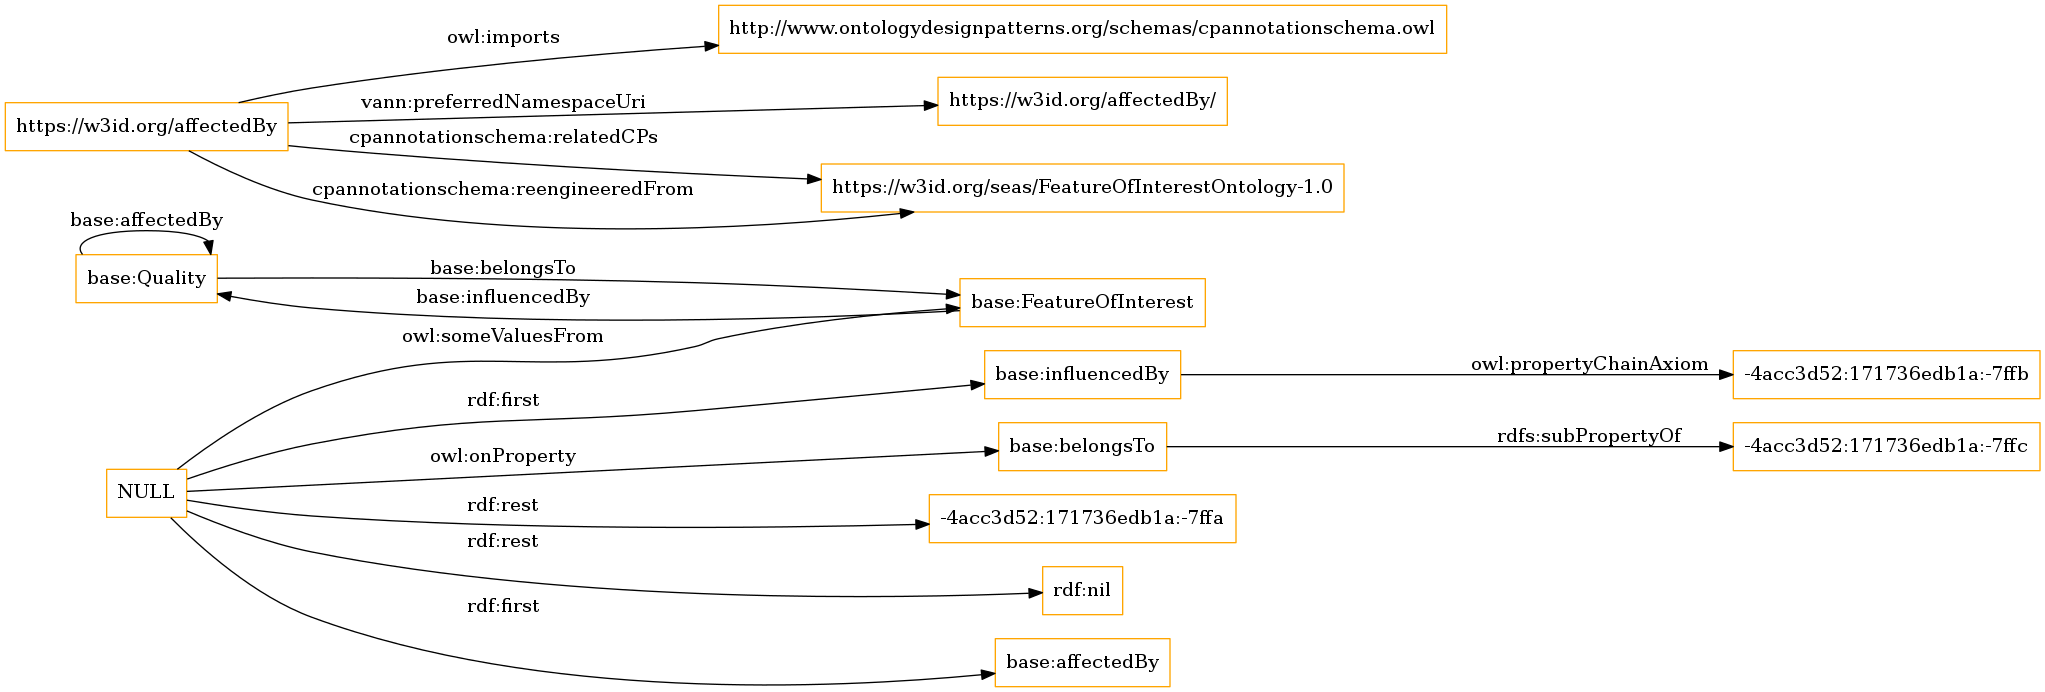 owl:imports
http://www.ontologydesignpatterns.org/schemas/cpannotationschema.owl
https://w3id.org/affectedBy
vann:preferredNamespaceUri
https://w3id.org/affectedBy/
cpannotationschema:relatedCPs
cpannotationschema:reengineeredFrom
https://w3id.org/seas/FeatureOfInterestOntology-1.0
base:affectedBy
base:Quality
base:belongsTo
base:influencedBy
base:FeatureOfInterest
owl:someValuesFrom
rdf:first
base:influencedBy
owl:propertyChainAxiom
-4acc3d52:171736edb1a:-7ffb
NULL
owl:onProperty
base:belongsTo
rdfs:subPropertyOf
-4acc3d52:171736edb1a:-7ffc
rdf:rest
-4acc3d52:171736edb1a:-7ffa
rdf:rest
rdf:nil
rdf:first
base:affectedBy